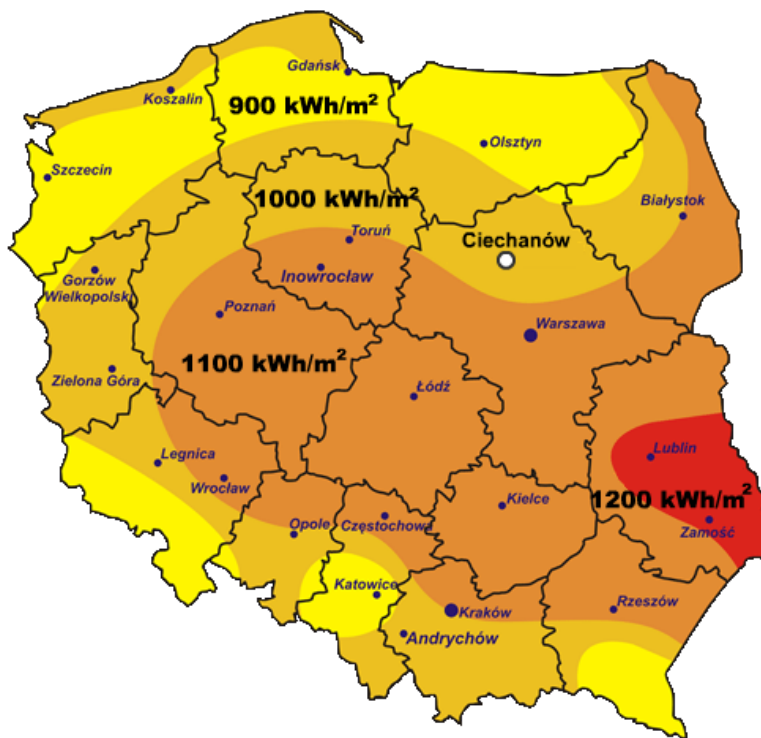 Gdańsk
Koszalin
900 kWh/m²
Olsztyn
Szczecin
1000 kWh/m²
Białystok
Toruń
Ciechanów
Gorzów
Wielkopolski
Inowrocław
Poznań
Warszawa
1100 kWh/m²
Zielona Góra
Łódź
Legnica
Lublin
Wrocław
1200 kWh/m²
Kielce
Opole
Częstochowa
Zamość
Katowice
Kraków
Rzeszów
Andrychów